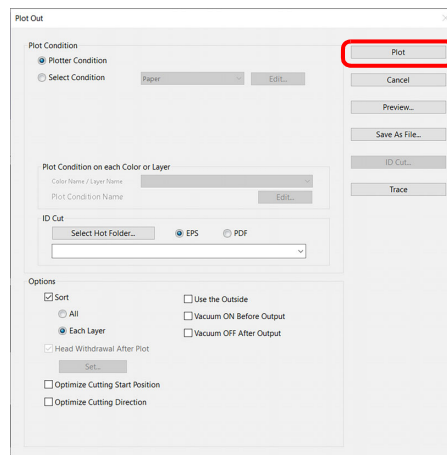 Plot Out
Plot Condition
Plotter Condition
Select Condition
Paper
Edit...
Plot Condition on each Color or Layer
Color Name / Layer Name
Plot Condition Name
Edit...
ID Cut
Select Hot Folder...
EPS
PDF
Options
Sort
All
Each Layer
Head Withdrawal After Plot
Set...
Optimize Cutting Start Position
Optimize Cutting Direction
Use the Outside
Vacuum ON Before Output
Vacuum OFF After Output
Plot
Cancel
Preview...
Save As File...
ID Cut...
Trace